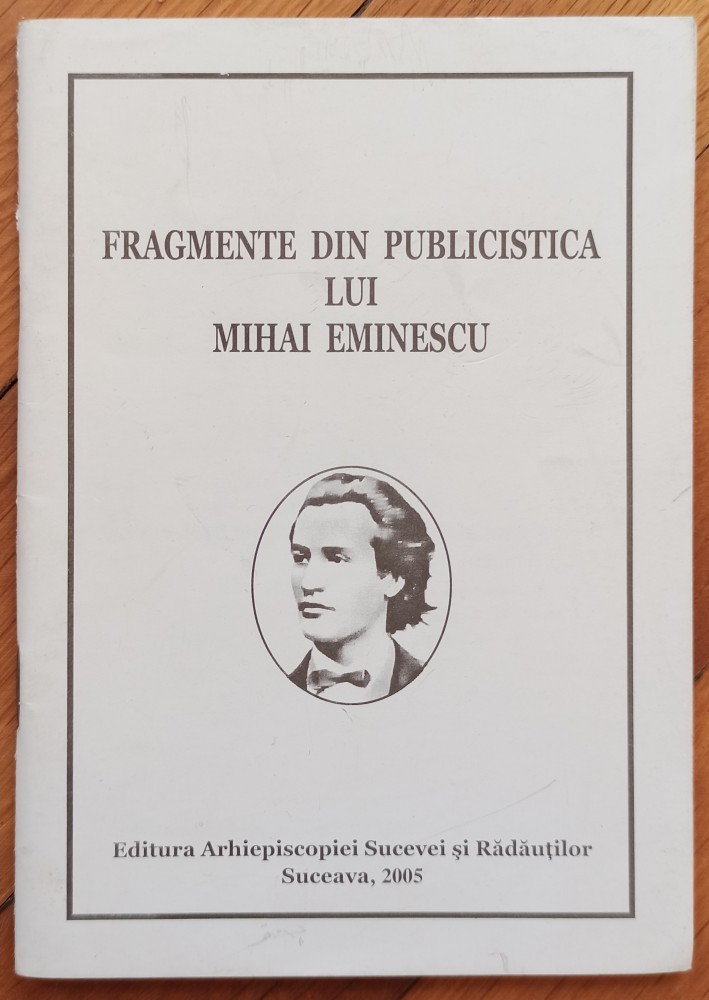 FRAGMENTE DIN PUBLICISTICA
LUI
MIHAI EMINESCU
Editura Arhiepiscopiei Sucevei şi Rădăuţilor
Suceava, 2005